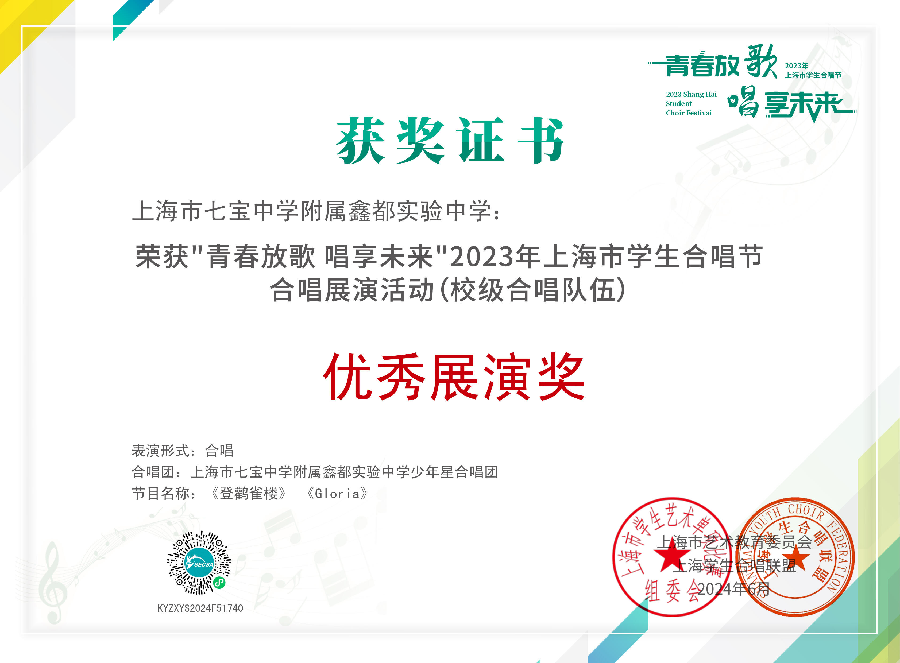 青春放歌
2023年
上海市学生合唱节
2023 Shang Hai
Student
Choir Festival
唱享未来
获奖证书
上海市七宝中学附属鑫都实验中学：
荣获"青春放歌 唱享未来"2023年上海市学生合唱节
合唱展演活动（校级合唱队伍）
优秀展演奖
表演形式：合唱
合唱团：上海市七宝中学附属鑫都实验中学少年星合唱团
节目名称：《登鹳雀楼》 《Gloria》
上海市艺术教育委员会
上海学生合唱联盟
2024年6月
上海市学生艺术单
组委会
YOUTH CHOIR FEDERATION
上海学生合唱联盟
KYZXYS2024F51740